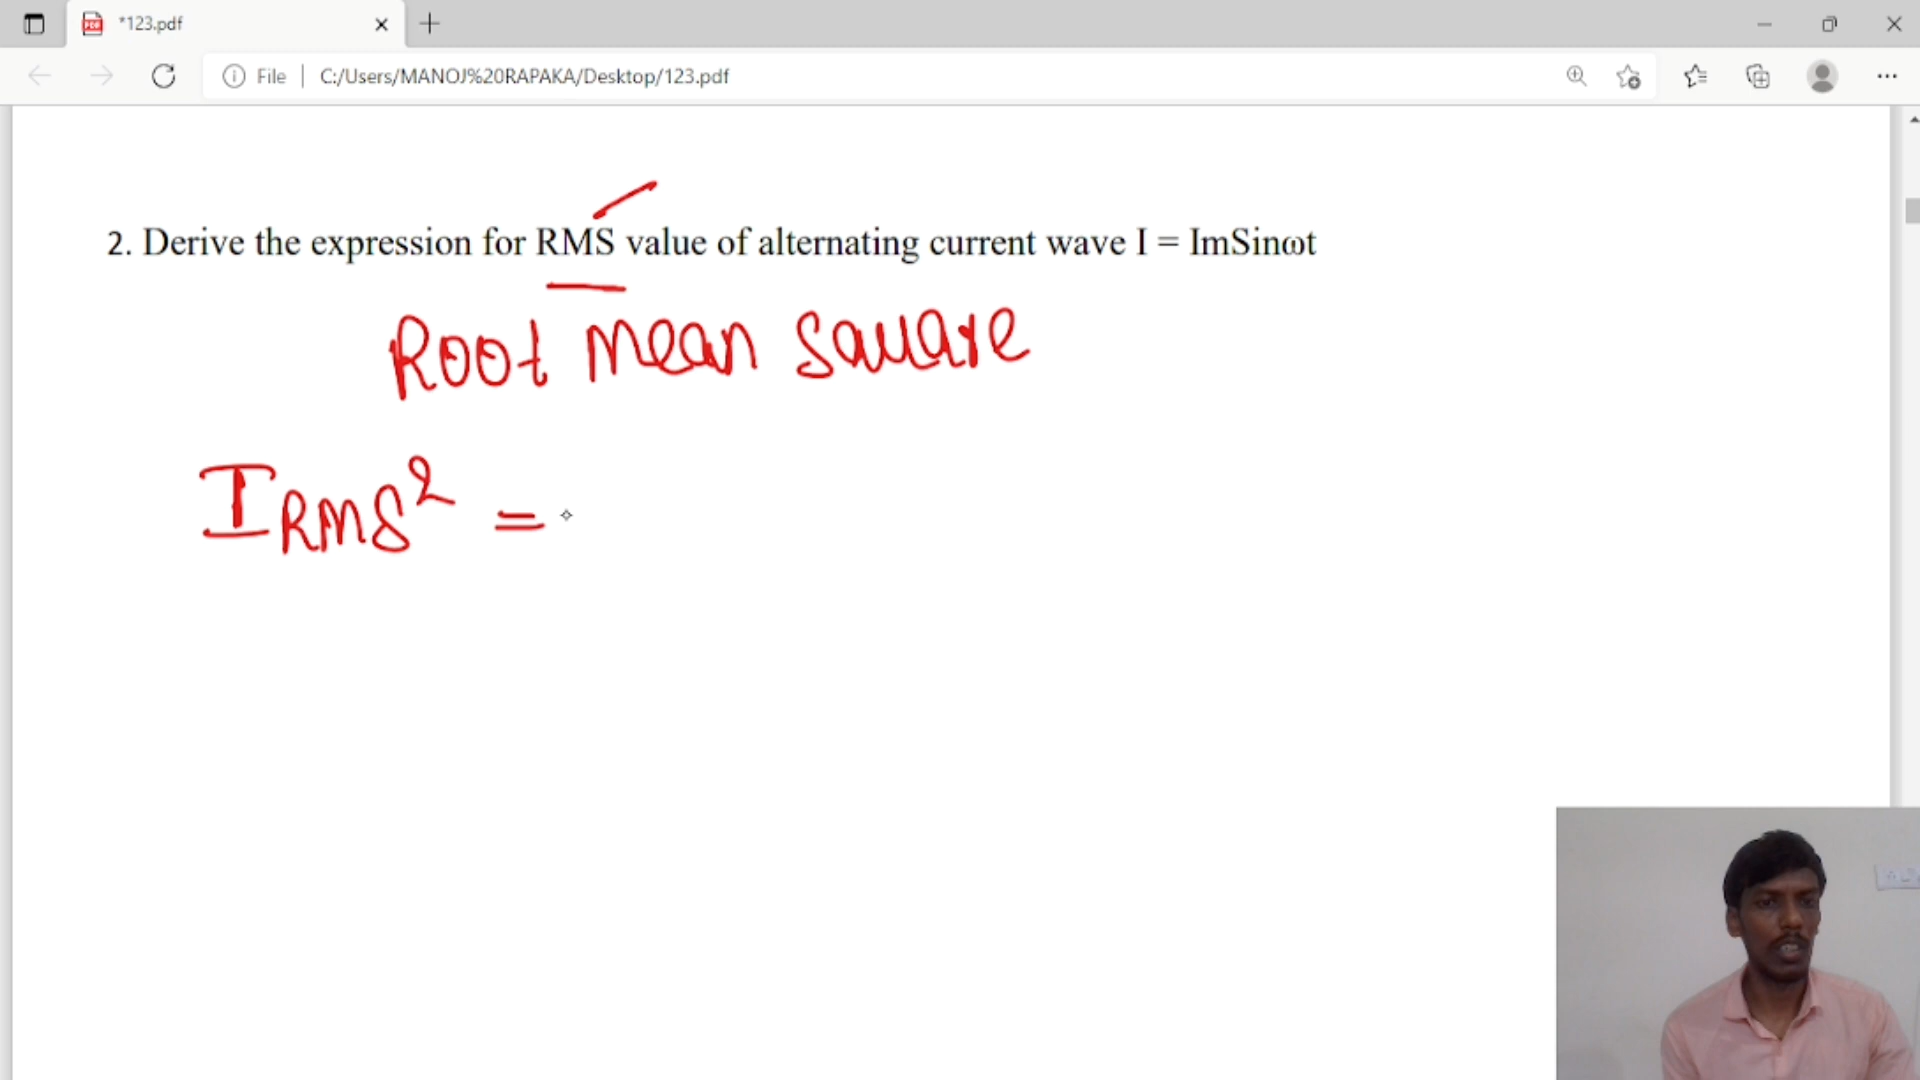 *123.pdf
File | C:/Users/MANOJ%20RAPAKA/Desktop/123.pdf
2. Derive the expression for RMS value of alternating current wave I = ImSinωt
Root mean square
I_RMS² =